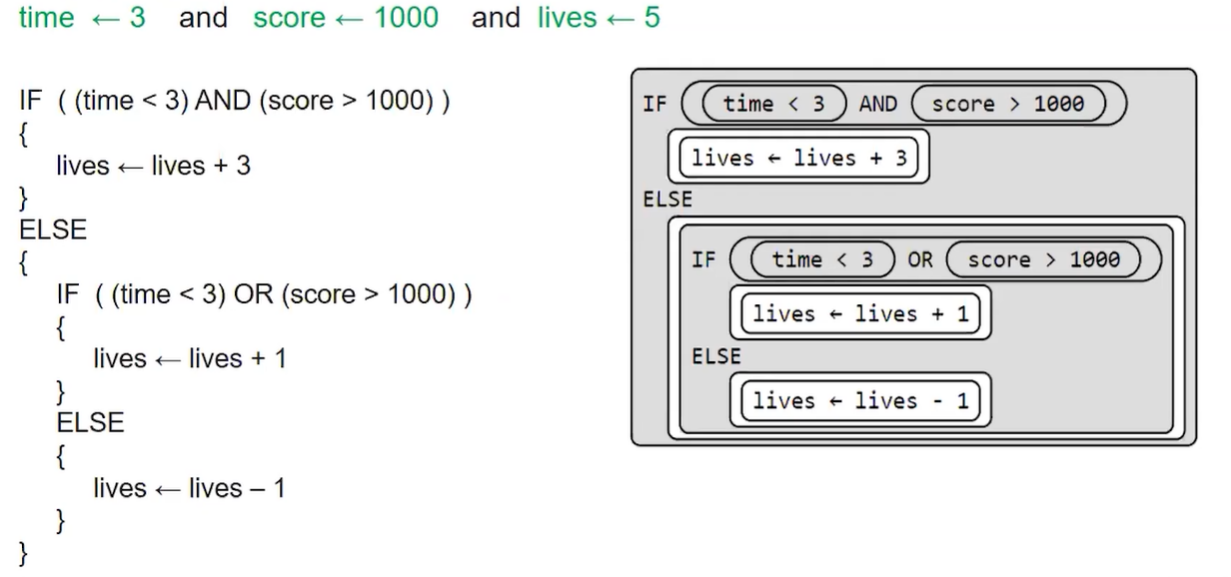 time ← 3 and score ← 1000 and lives ← 5
IF ( (time < 3) AND (score > 1000) )
{
lives ← lives + 3
}
ELSE
{
IF ( (time < 3) OR (score > 1000) )
{
lives ← lives + 1
}
ELSE
{
lives ← lives – 1
}
}
IF time < 3 AND score > 1000
lives ← lives + 3
ELSE
IF time < 3 OR score > 1000
lives ← lives + 1
ELSE
lives ← lives - 1